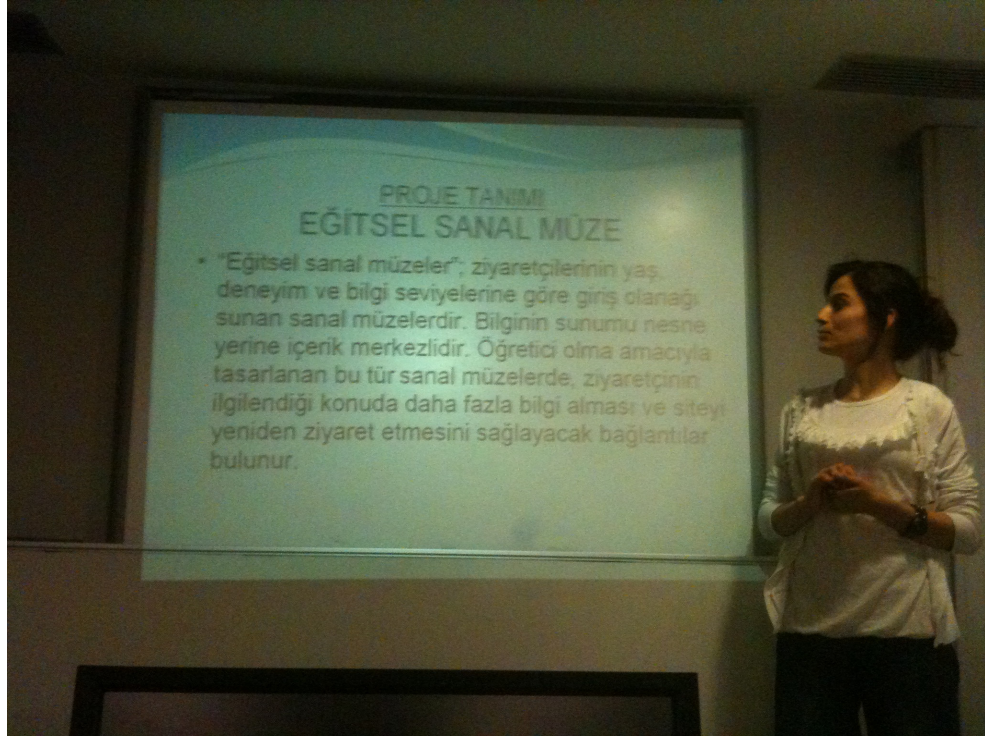 PROJE TANIMI
EĞİTSEL SANAL MÜZE
• "Eğitsel sanal müzeler"; ziyaretçilerinin yaş,
deneyim ve bilgi seviyelerine göre giriş olanağı
sunan sanal müzelerdir. Bilginin sunumu nesne
yerine içerik merkezlidir. Öğretici olma amacıyla
tasarlanan bu tür sanal müzelerde, ziyaretçinin
ilgilendiği konuda daha fazla bilgi alması ve siteyi
yeniden ziyaret etmesini sağlayacak bağlantılar
bulunur.